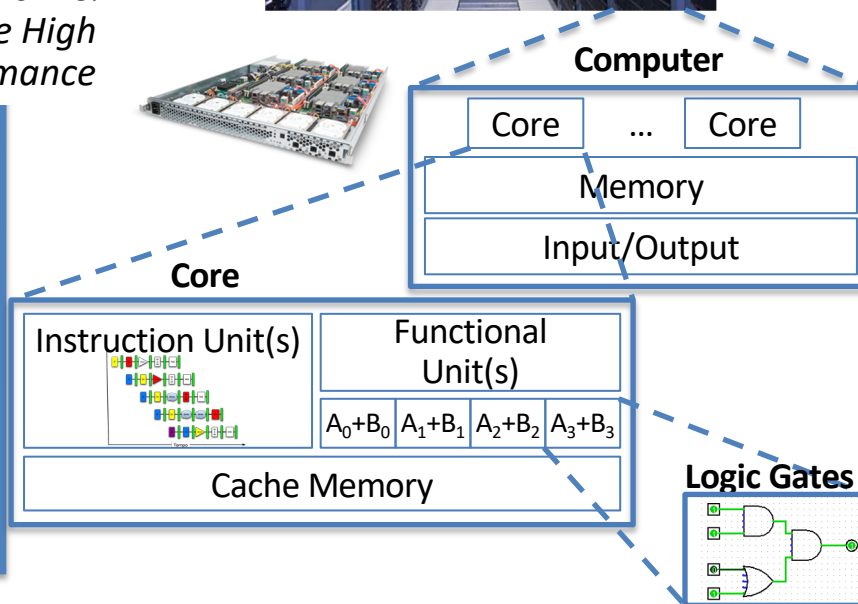 e High
mance
Computer
Core ... Core
Memory
Input/Output
Core
Instruction Unit(s)
Functional
Unit(s)
A₀+B₀ A₁+B₁ A₂+B₂ A₃+B₃
Tempo
Cache Memory
Logic Gates